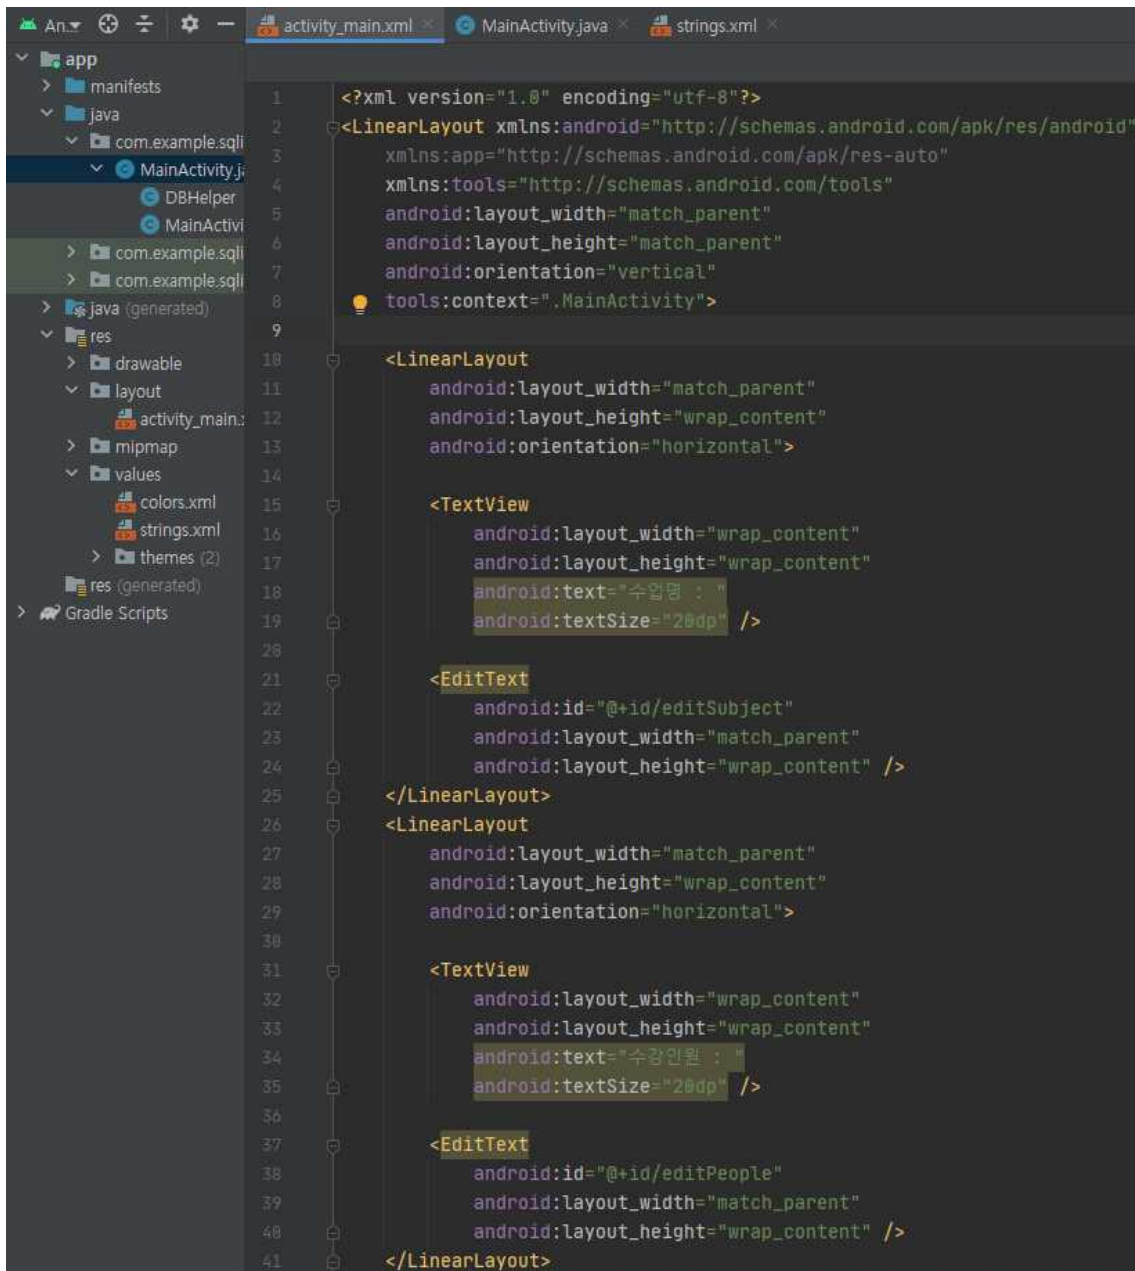 An...
activity_main.xml
MainActivity.java
strings.xml
app
manifests
java
com.example.sqli
MainActivity.ja
DBHelper
MainActivi
com.example.sqli
com.example.sqli
java (generated)
res
drawable
layout
activity_main.x
mipmap
values
colors.xml
strings.xml
themes (2)
res (generated)
Gradle Scripts
1 <?xml version="1.0" encoding="utf-8"?>
2 <LinearLayout xmlns:android="http://schemas.android.com/apk/res/android"
3 xmlns:app="http://schemas.android.com/apk/res-auto"
4 xmlns:tools="http://schemas.android.com/tools"
5 android:layout_width="match_parent"
6 android:layout_height="match_parent"
7 android:orientation="vertical"
8 tools:context=".MainActivity">
9
10 <LinearLayout
11 android:layout_width="match_parent"
12 android:layout_height="wrap_content"
13 android:orientation="horizontal">
14
15 <TextView
16 android:layout_width="wrap_content"
17 android:layout_height="wrap_content"
18 android:text="수업명 : "
19 android:textSize="20dp" />
20
21 <EditText
22 android:id="@+id/editSubject"
23 android:layout_width="match_parent"
24 android:layout_height="wrap_content" />
25 </LinearLayout>
26 <LinearLayout
27 android:layout_width="match_parent"
28 android:layout_height="wrap_content"
29 android:orientation="horizontal">
30
31 <TextView
32 android:layout_width="wrap_content"
33 android:layout_height="wrap_content"
34 android:text="수강인원 : "
35 android:textSize="20dp" />
36
37 <EditText
38 android:id="@+id/editPeople"
39 android:layout_width="match_parent"
40 android:layout_height="wrap_content" />
41 </LinearLayout>